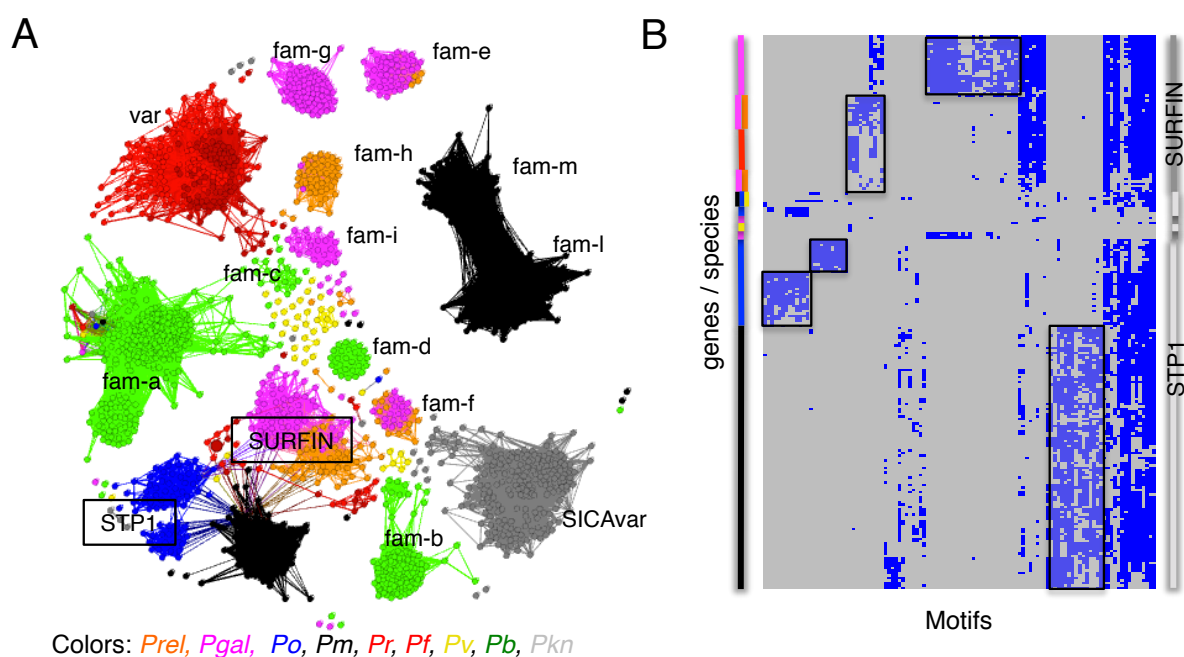 A
B
fam-g
fam-e
var
fam-h
fam-m
fam-i
fam-l
fam-c
fam-d
fam-a
fam-f
SURFIN
STP1
SICAvar
fam-b
Colors: Prel, Pgal, Po, Pm, Pr, Pf, Pv, Pb, Pkn
genes / species
SURFIN
STP1
Motifs